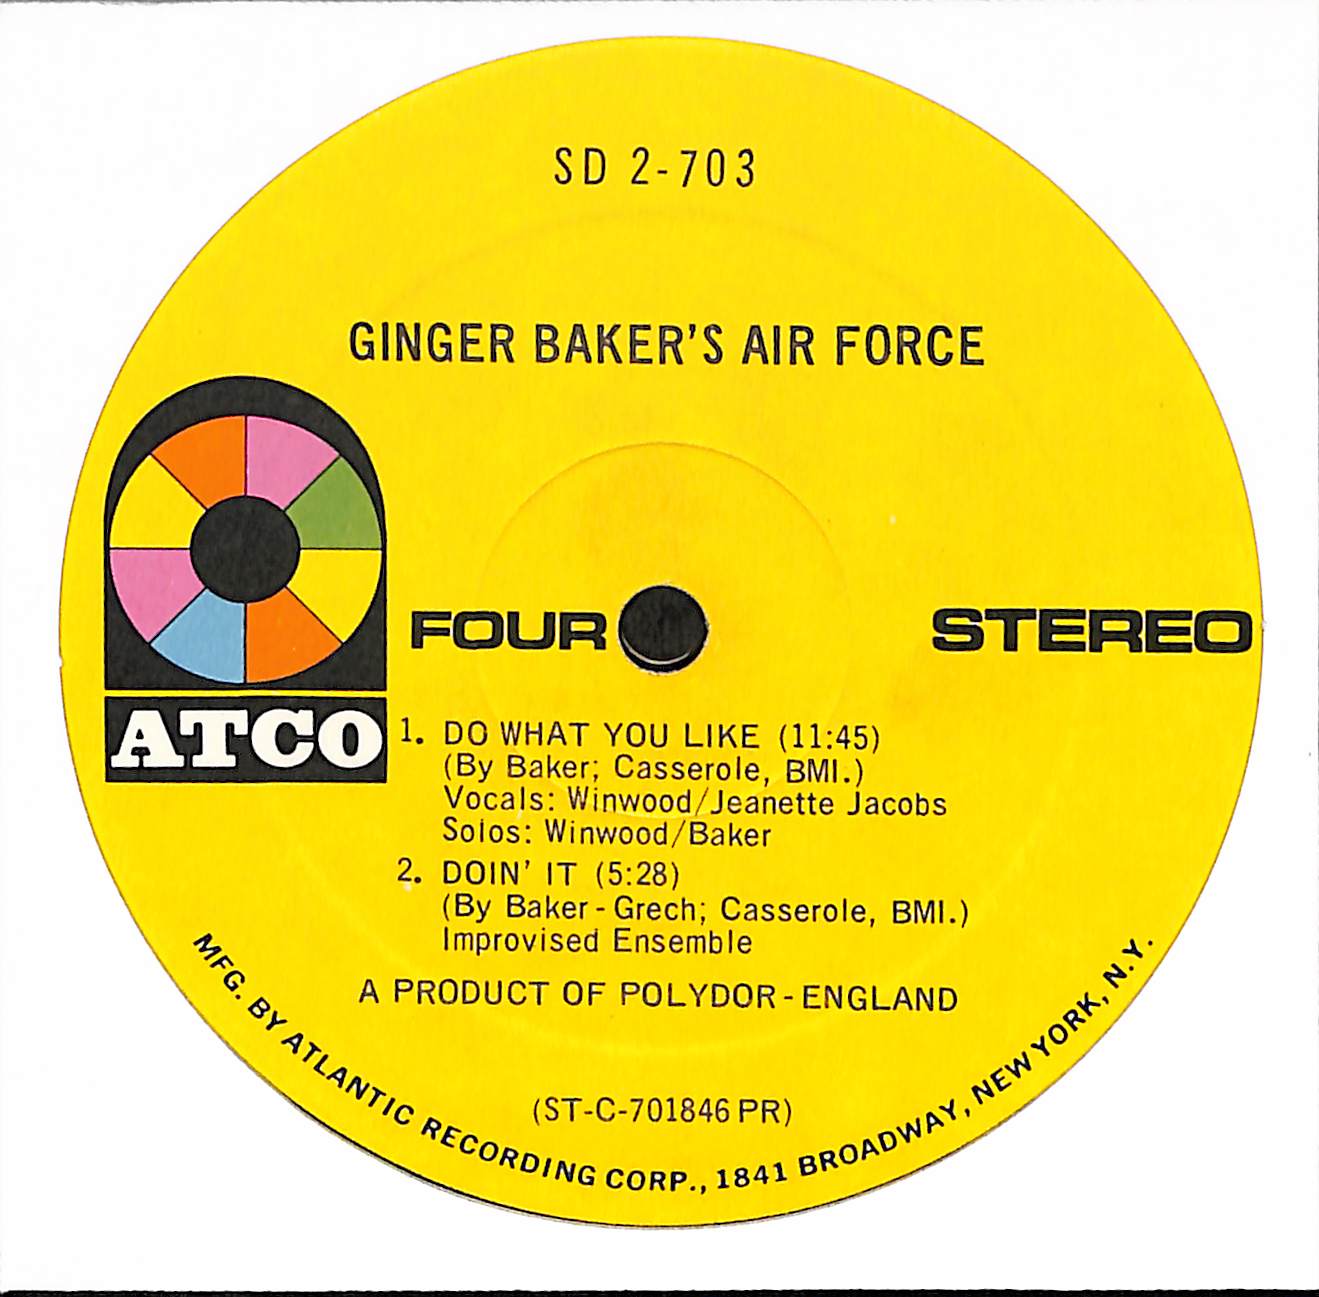 SD 2-703
GINGER BAKER'S AIR FORCE
ATCO
FOUR
STEREO
1. DO WHAT YOU LIKE (11:45)
(By Baker; Casserole, BMI.)
Vocals: Winwood/Jeanette Jacobs
Solos: Winwood/Baker
2. DOIN' IT (5:28)
(By Baker-Grech; Casserole, BMI.)
Improvised Ensemble
A PRODUCT OF POLYDOR-ENGLAND
(ST-C-701846 PR)
MFG. BY ATLANTIC RECORDING CORP., 1841 BROADWAY, NEW YORK, N.Y.